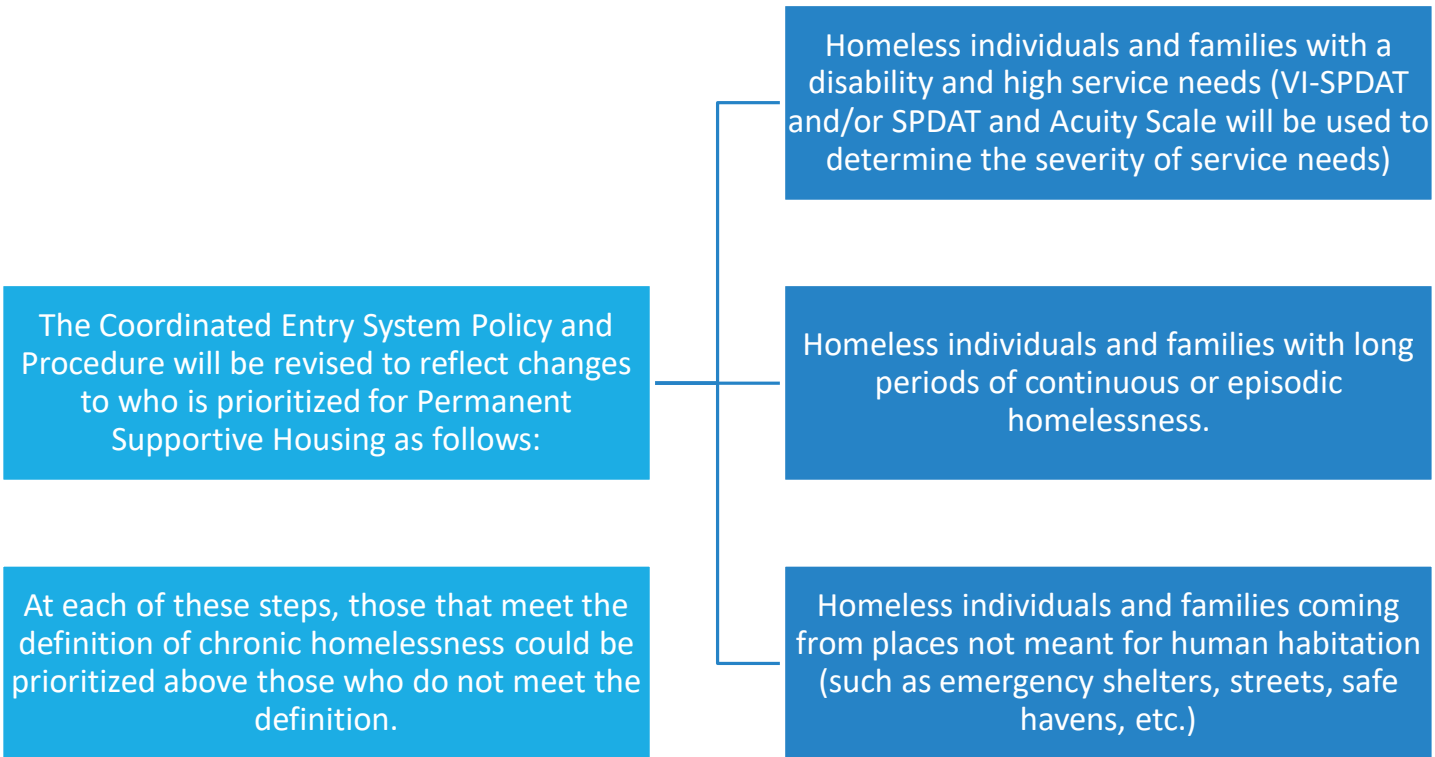 The Coordinated Entry System Policy and
Procedure will be revised to reflect changes
to who is prioritized for Permanent
Supportive Housing as follows:
Homeless individuals and families with a
disability and high service needs (VI-SPDAT
and/or SPDAT and Acuity Scale will be used to
determine the severity of service needs)
Homeless individuals and families with long
periods of continuous or episodic
homelessness.
Homeless individuals and families coming
from places not meant for human habitation
(such as emergency shelters, streets, safe
havens, etc.)
At each of these steps, those that meet the
definition of chronic homelessness could be
prioritized above those who do not meet the
definition.